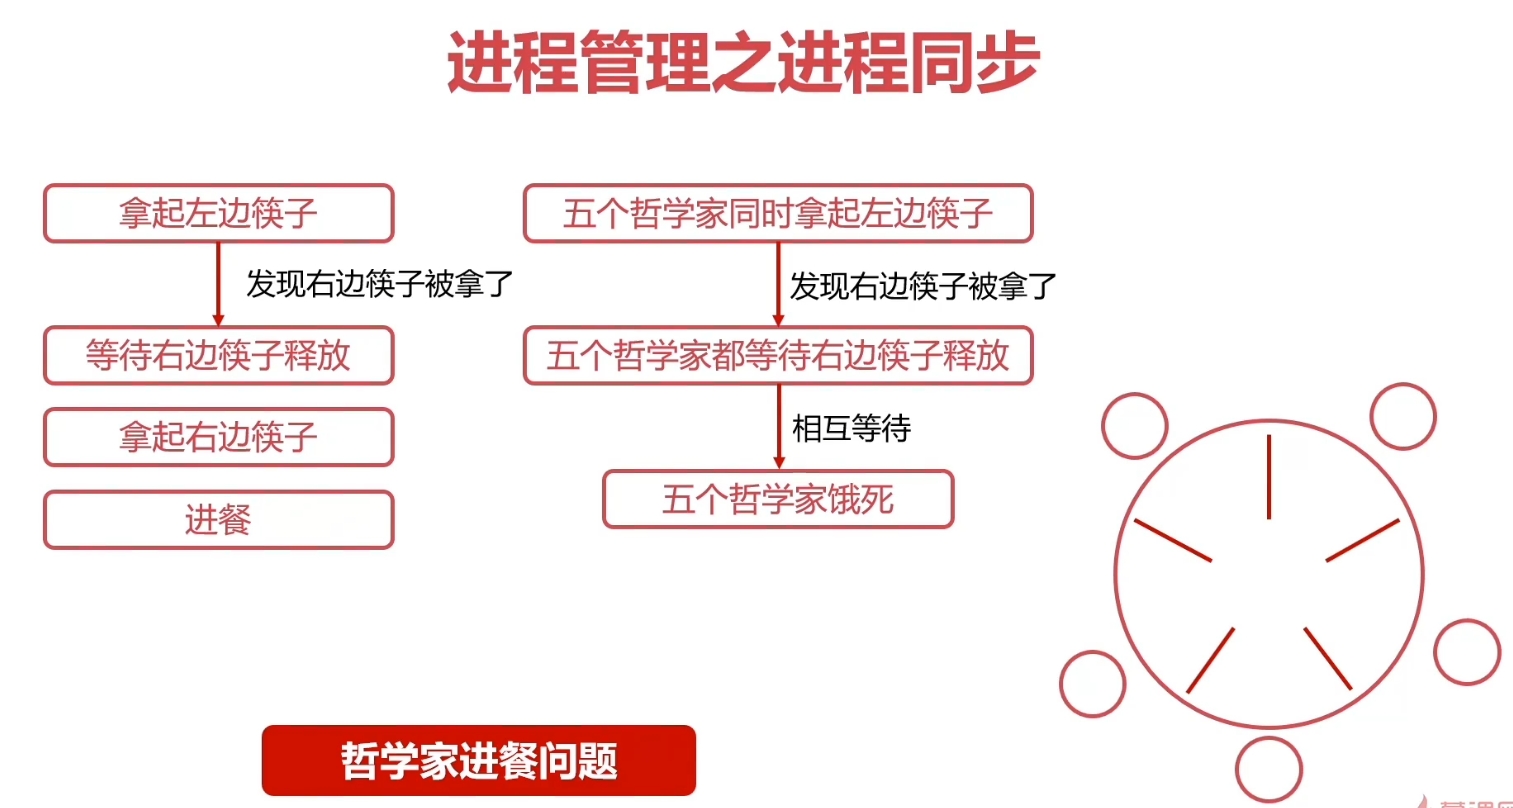 进程管理之进程同步
拿起左边筷子
发现右边筷子被拿了
等待右边筷子释放
拿起右边筷子
进餐
五个哲学家同时拿起左边筷子
发现右边筷子被拿了
五个哲学家都等待右边筷子释放
相互等待
五个哲学家饿死
哲学家进餐问题